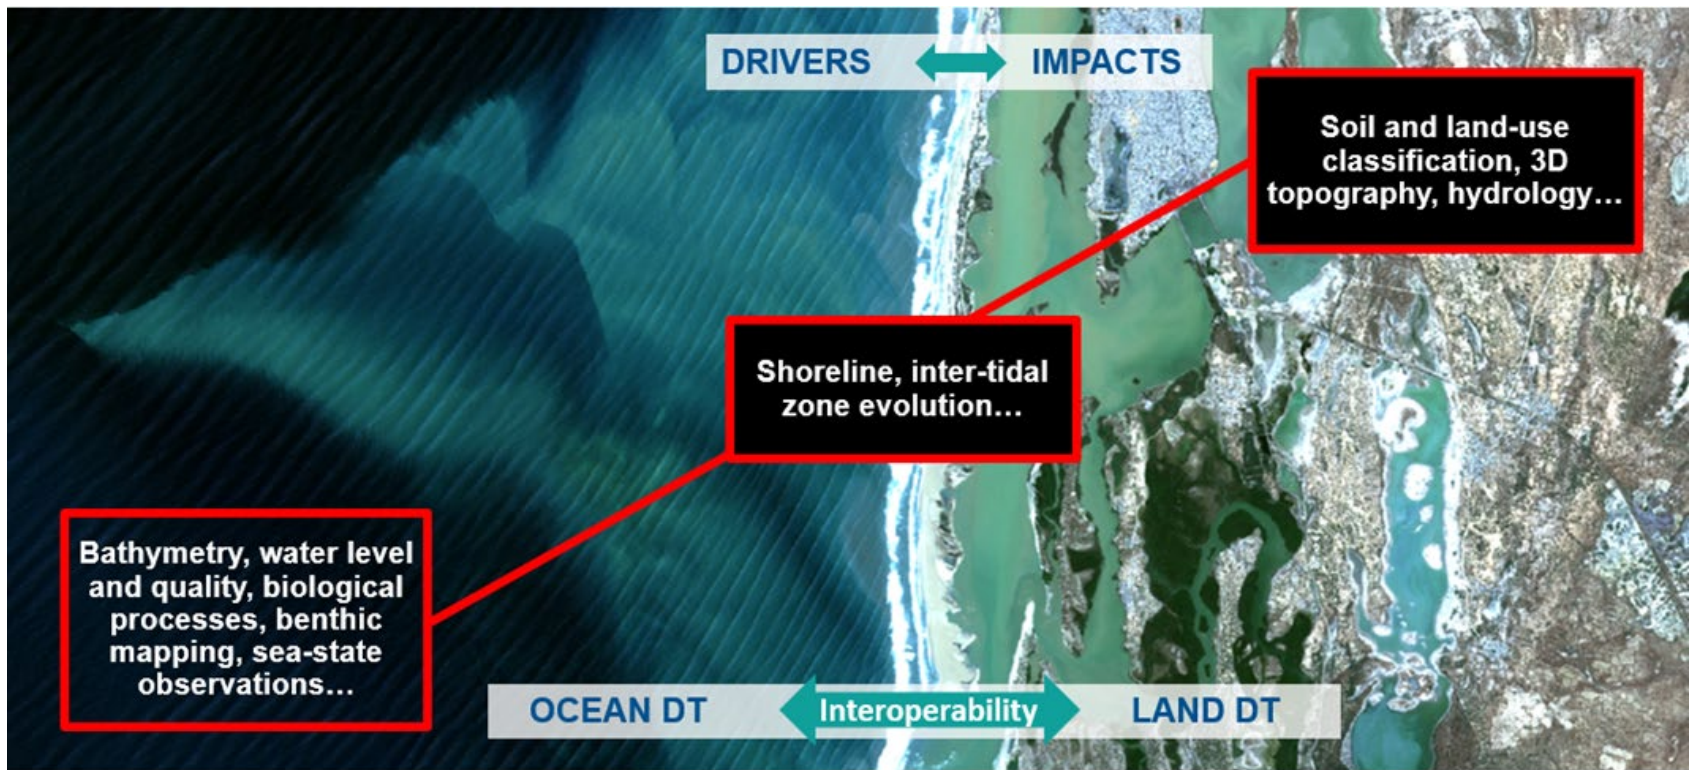 DRIVERS IMPACTS
Soil and land-use
classification, 3D
topography, hydrology…
Shoreline, inter-tidal
zone evolution…
Bathymetry, water level
and quality, biological
processes, benthic
mapping, sea-state
observations…
OCEAN DT Interoperability LAND DT